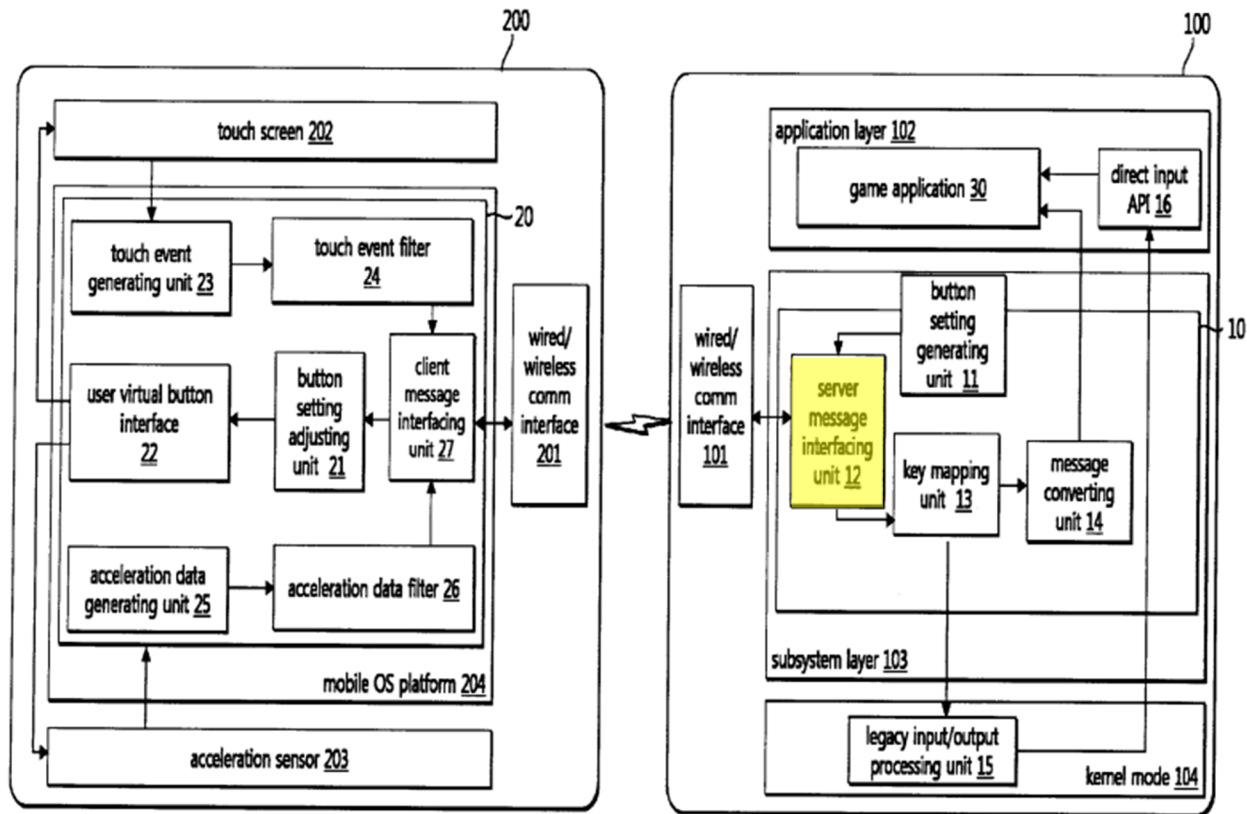 200
touch screen 202
20
touch event
generating unit 23
touch event filter
24
user virtual button
interface
22
button
setting
adjusting
unit 21
client
message
interfacing
unit
27
wired/
wireless
comm
interface
201
acceleration data
generating unit 25
acceleration data filter 26
mobile OS platform 204
acceleration sensor 203
100
application layer 102
game application 30
direct input
API 16
button
setting
generating
unit 11
10
wired/
wireless
comm
interface
101
server
message
interfacing
unit 12
key mapping
unit 13
message
converting
unit 14
subsystem layer 103
legacy input/output
processing unit 15
kernel mode 104